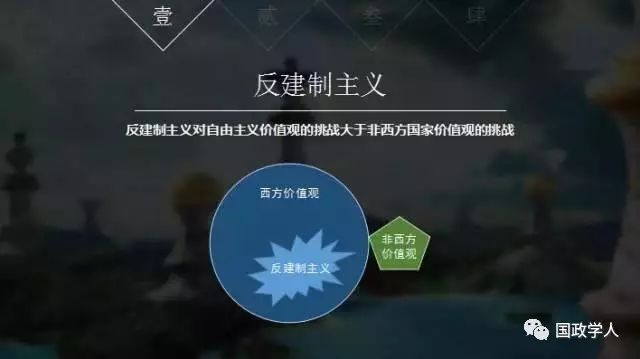 壹 贰 叁 肆
反建制主义
反建制主义对自由主义价值观的挑战大于非西方国家价值观的挑战
西方价值观
反建制主义
非西方
价值观
国政学人